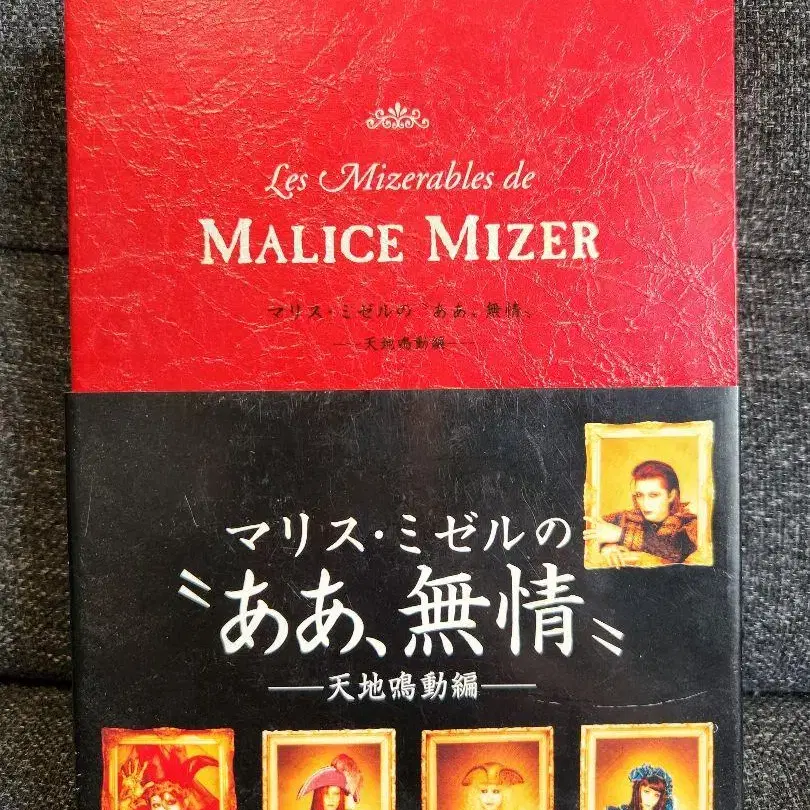 Les Mizerables de
MALICE MIZER
マリス・ミゼルの〝ああ、無情〟
——天地鳴動編——
マリス・ミゼルの
〝ああ、無情〟
——天地鳴動編——